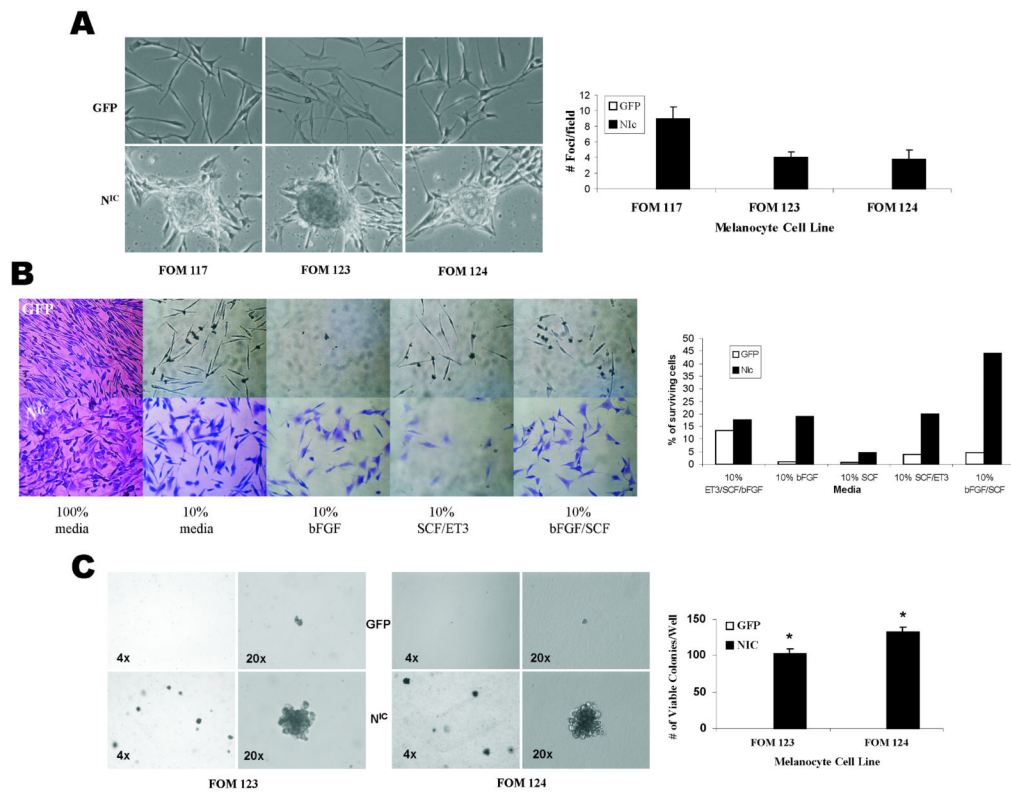 A
GFP
N^IC
FOM 117
FOM 123
FOM 124
# Foci/field
12
10
8
6
4
2
0
GFP
NIc
FOM 117
FOM 123
FOM 124
Melanocyte Cell Line
B
GFP
N^IC
100%
media
10%
media
10%
bFGF
10%
SCF/ET3
10%
bFGF/SCF
% of surviving cells
50
45
40
35
30
25
20
15
10
5
0
GFP
NIc
10%
ET3/SCF/bFGF
10% bFGF
10% SCF
10% SCF/ET3
10%
bFGF/SCF
Media
C
4x
20x
GFP
4x
20x
4x
20x
N^IC
4x
20x
FOM 123
FOM 124
# of Viable Colonies/Well
150
100
50
0
GFP
NIC
*
*
FOM 123
FOM 124
Melanocyte Cell Line